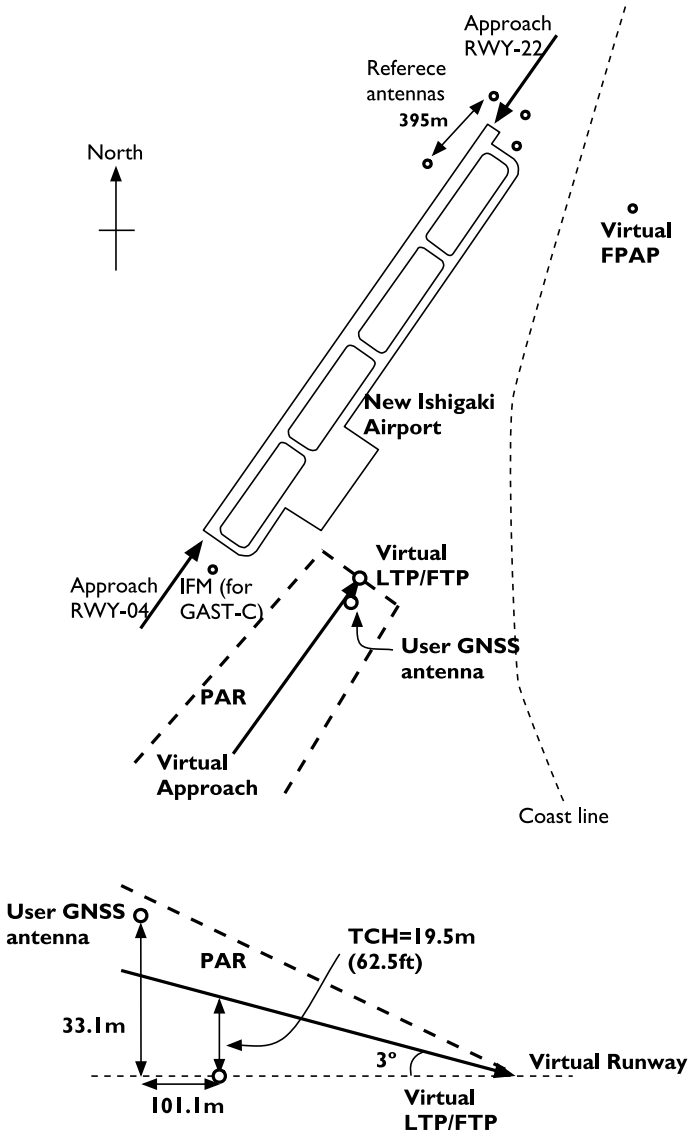 Approach
RWY-22
Referece
antennas
395m
North
Virtual
FPAP
New Ishigaki
Airport
Virtual
LTP/FTP
Approach
RWY-04
IFM (for
GAST-C)
User GNSS
antenna
PAR
Virtual
Approach
Coast line
User GNSS
antenna
TCH=19.5m
(62.5ft)
PAR
33.1m
3º
Virtual Runway
101.1m
Virtual
LTP/FTP